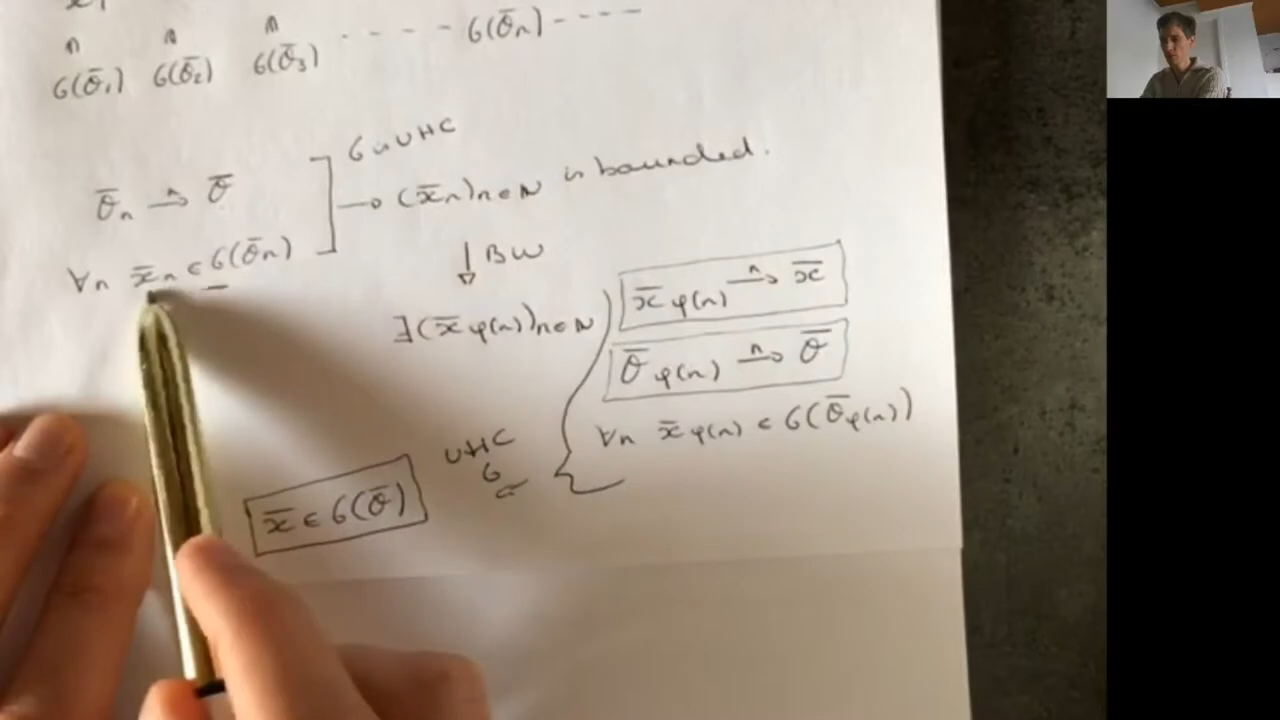 G(θ̄₁) G(θ̄₂) G(θ̄₃) - - - - G(θ̄ₙ) - - - -
G is UHC
θ̄ₙ →ⁿ θ̄
→ (x̄ₙ)n∈N is bounded.
∀n x̄ₙ ∈ G(θ̄ₙ)
↓ BW
∃(x̄φ(n))n∈N
x̄φ(n) →ⁿ x̄
θ̄φ(n) →ⁿ θ̄
∀n x̄φ(n) ∈ G(θ̄φ(n))
UHC
G
x̄ ∈ G(θ̄)